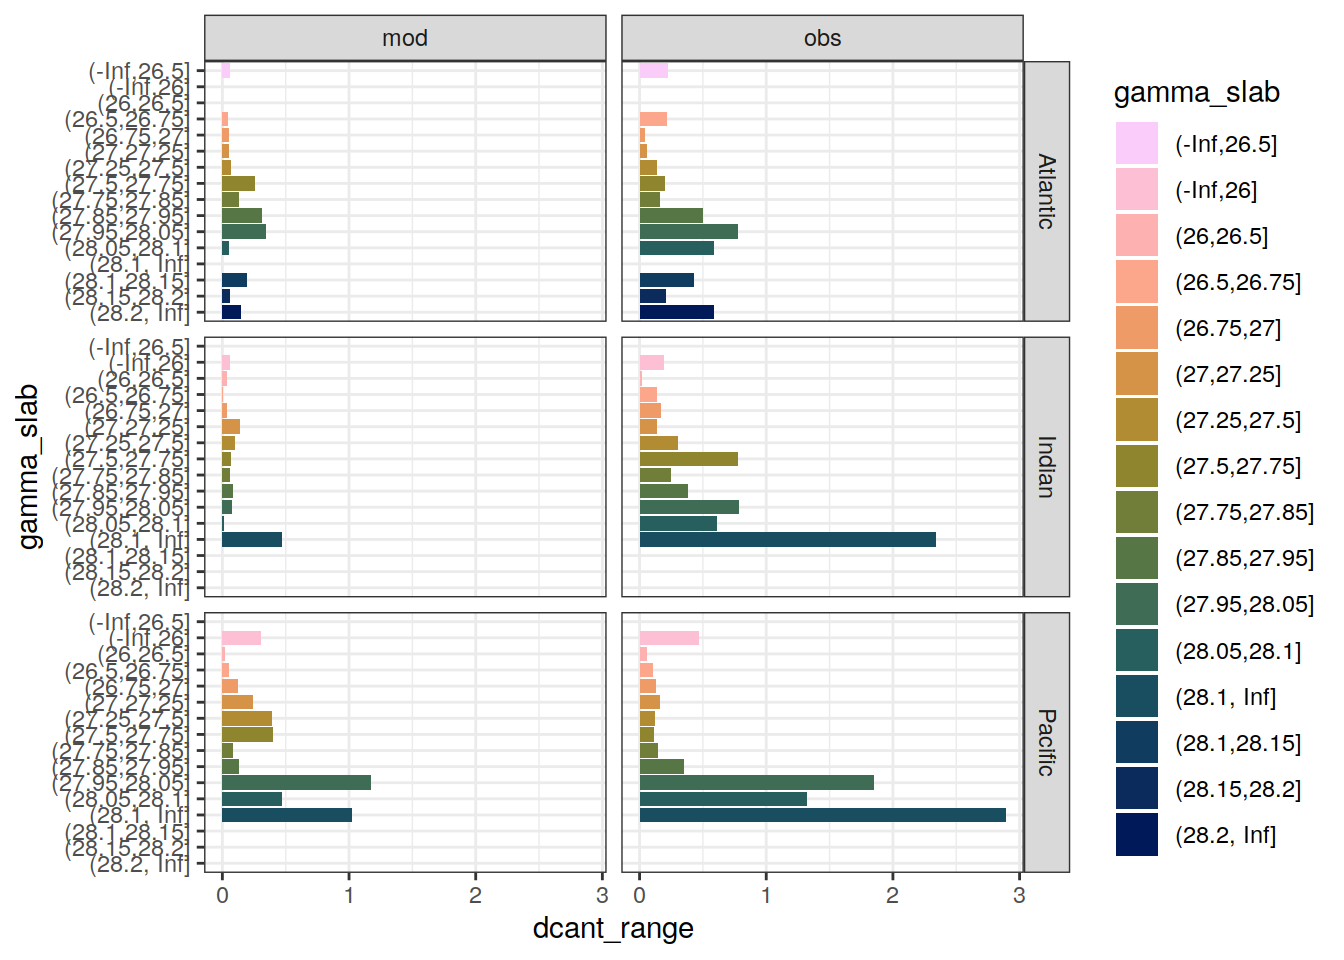 mod
obs
(-Inf,26.5]
(-Inf,26]
(26,26.5]
(26.5,26.75]
(26.75,27]
(27,27.25]
(27.25,27.5]
(27.5,27.75]
(27.75,27.85]
(27.85,27.95]
(27.95,28.05]
(28.05,28.1]
(28.1, Inf]
(28.1,28.15]
(28.15,28.2]
(28.2, Inf]
Atlantic
(-Inf,26.5]
(-Inf,26]
(26,26.5]
(26.5,26.75]
(26.75,27]
(27,27.25]
(27.25,27.5]
(27.5,27.75]
(27.75,27.85]
(27.85,27.95]
(27.95,28.05]
(28.05,28.1]
(28.1, Inf]
(28.1,28.15]
(28.15,28.2]
(28.2, Inf]
Indian
(-Inf,26.5]
(-Inf,26]
(26,26.5]
(26.5,26.75]
(26.75,27]
(27,27.25]
(27.25,27.5]
(27.5,27.75]
(27.75,27.85]
(27.85,27.95]
(27.95,28.05]
(28.05,28.1]
(28.1, Inf]
(28.1,28.15]
(28.15,28.2]
(28.2, Inf]
Pacific
gamma_slab
0 1 2 3
0 1 2 3
dcant_range
gamma_slab
(-Inf,26.5]
(-Inf,26]
(26,26.5]
(26.5,26.75]
(26.75,27]
(27,27.25]
(27.25,27.5]
(27.5,27.75]
(27.75,27.85]
(27.85,27.95]
(27.95,28.05]
(28.05,28.1]
(28.1, Inf]
(28.1,28.15]
(28.15,28.2]
(28.2, Inf]